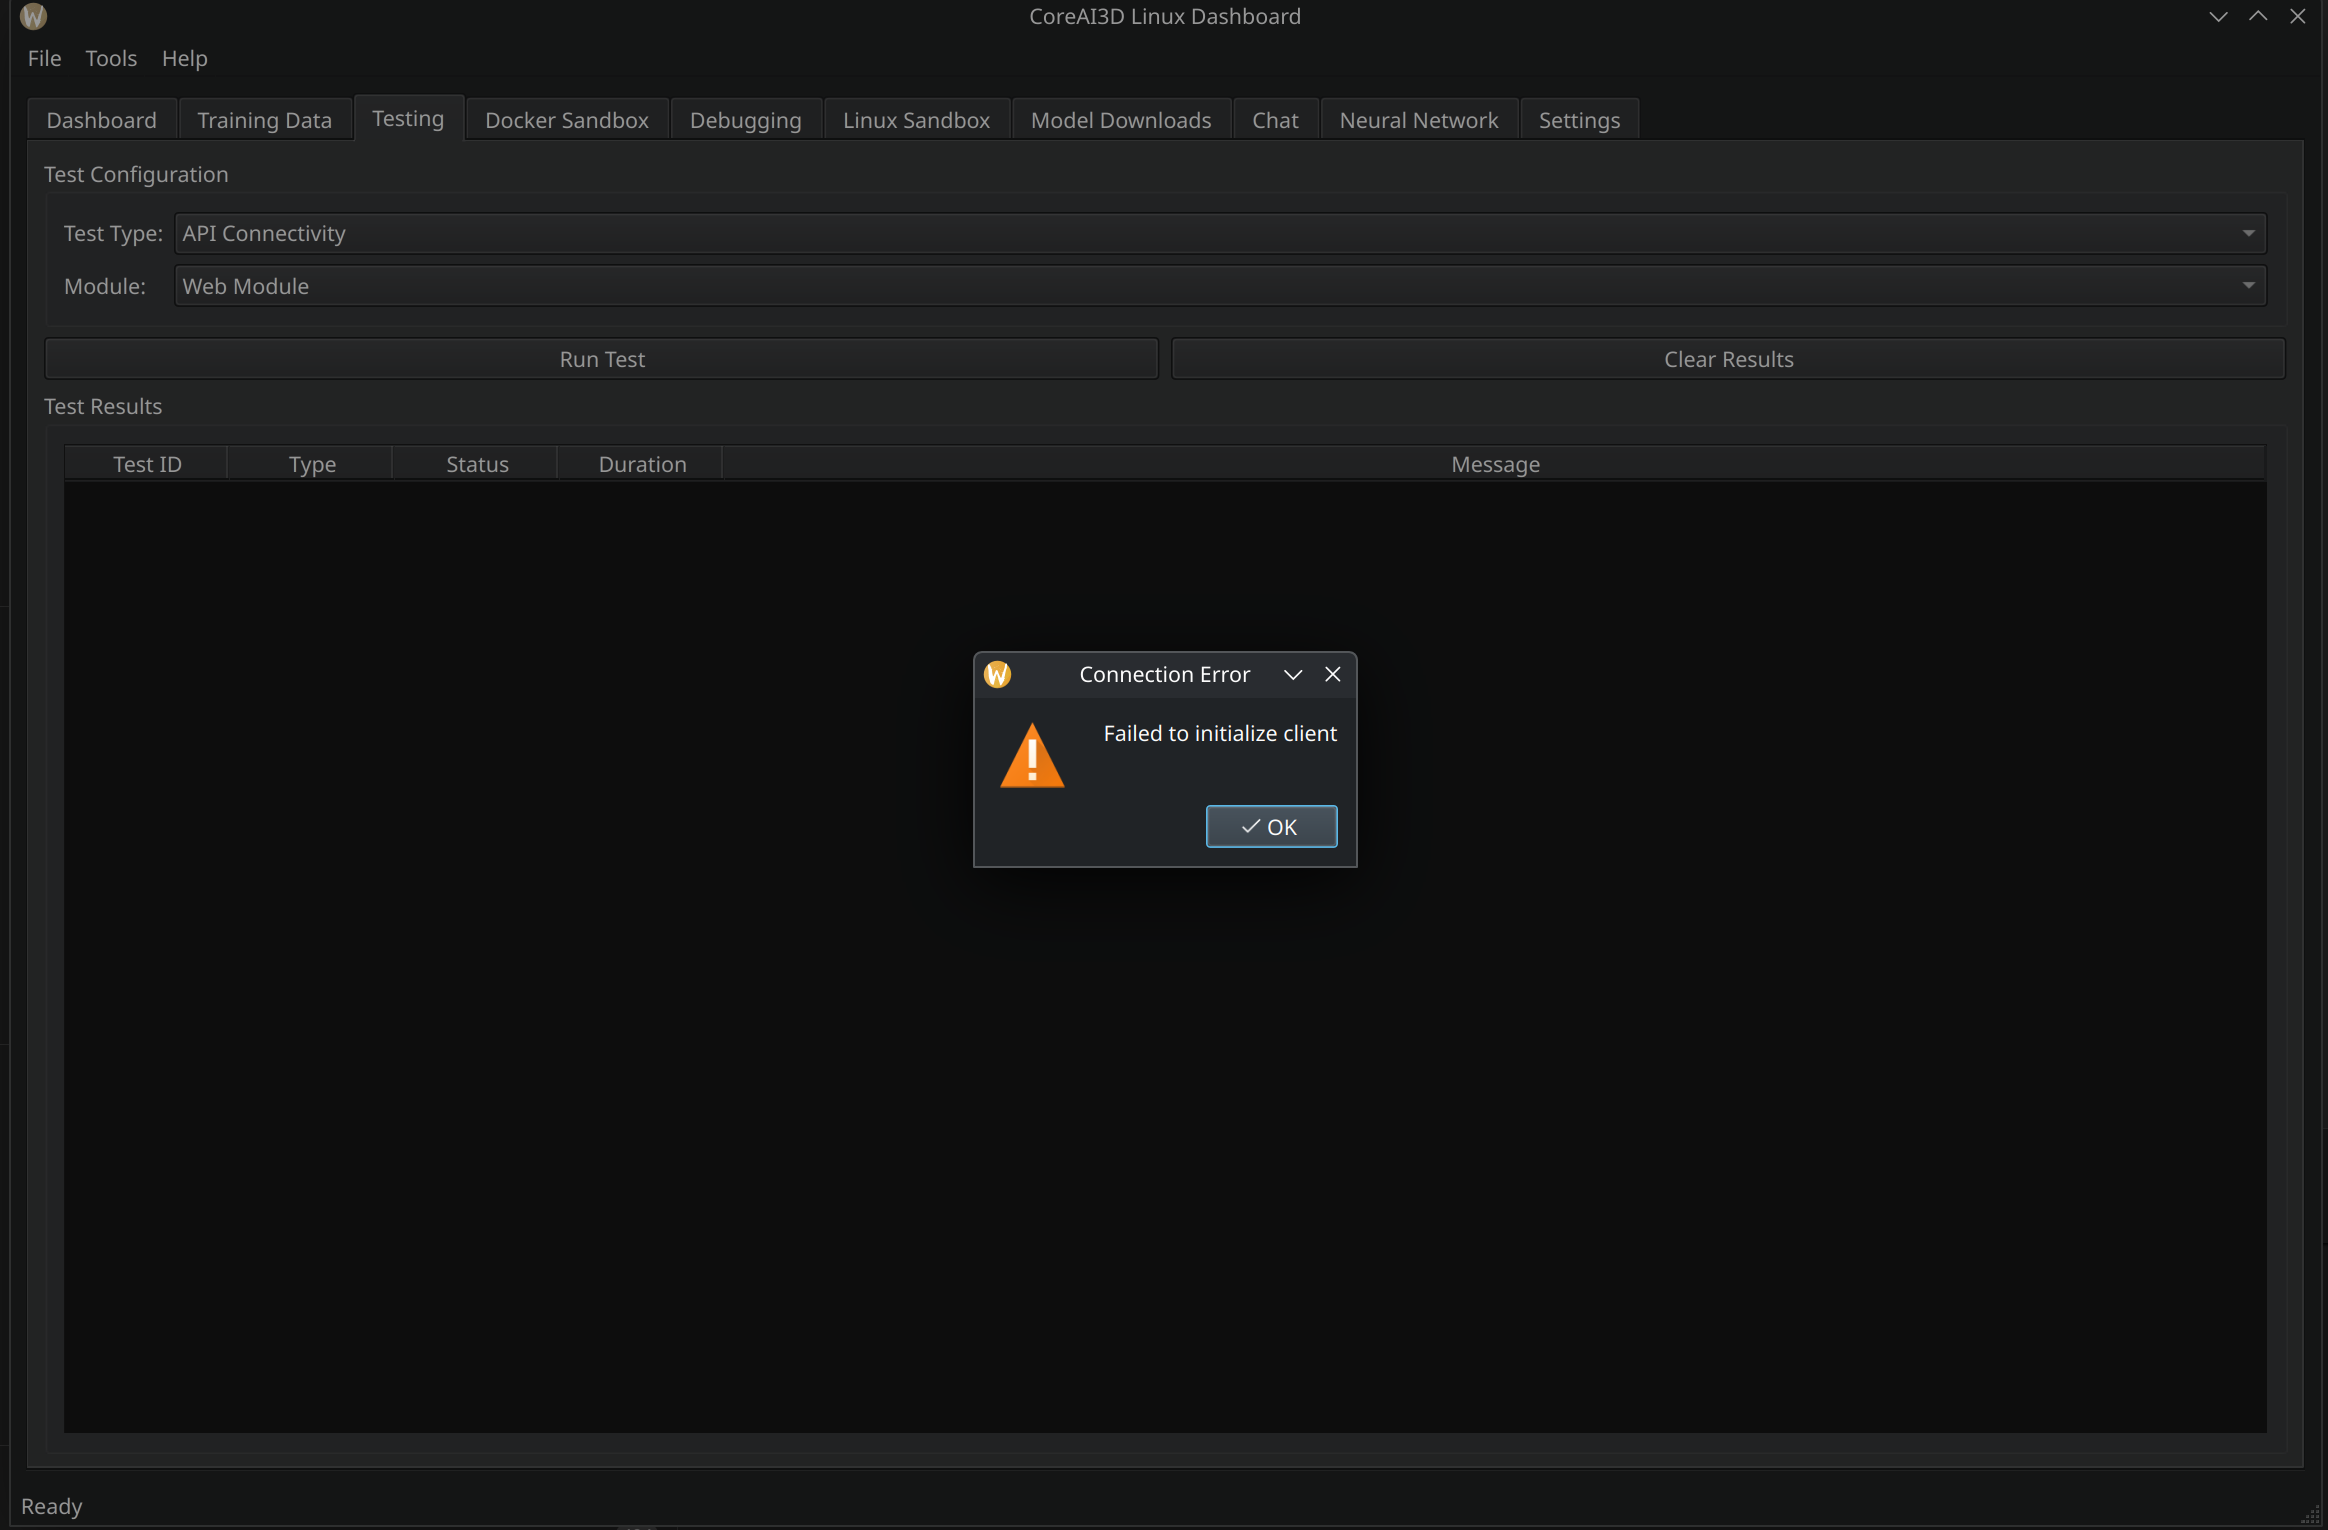 CoreAI3D Linux Dashboard
File Tools Help
Dashboard Training Data Testing Docker Sandbox Debugging Linux Sandbox Model Downloads Chat Neural Network Settings
Test Configuration
Test Type: API Connectivity
Module: Web Module
Run Test Clear Results
Test Results
Test ID Type Status Duration Message
Connection Error
Failed to initialize client
OK
Ready